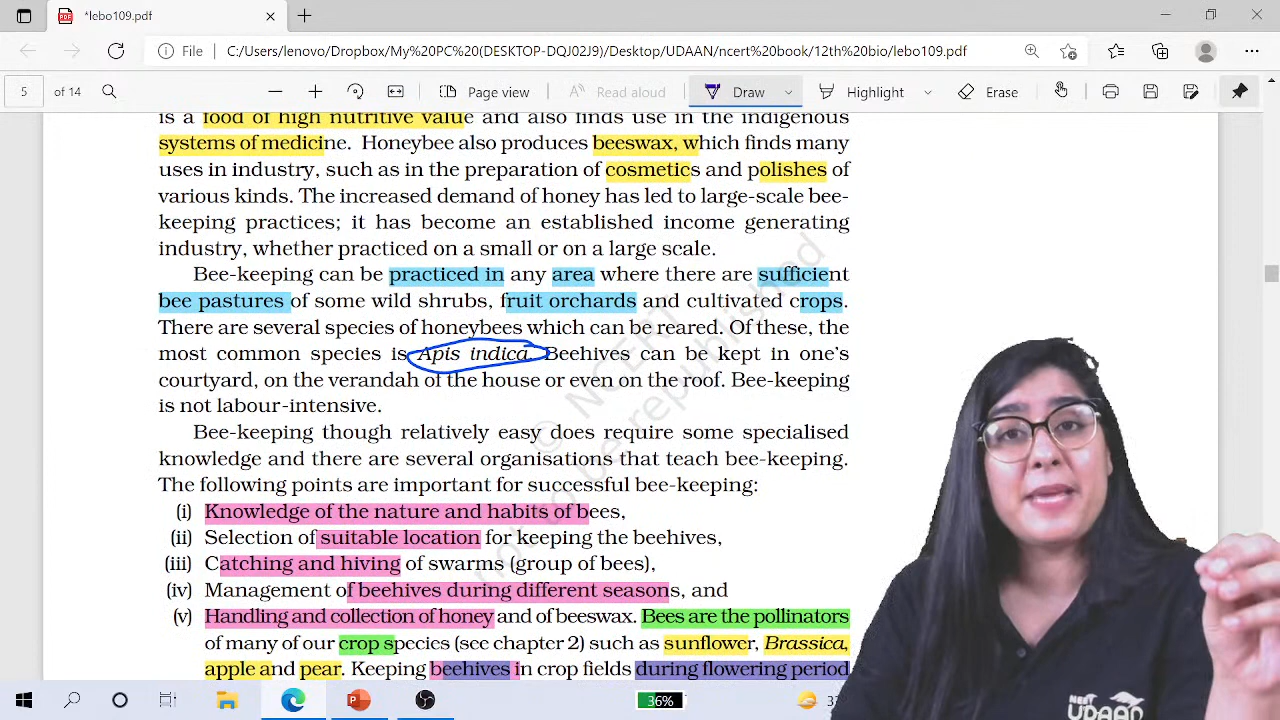 *lebo109.pdf
File
C:/Users/lenovo/Dropbox/My%20PC%20(DESKTOP-DQJ02J9)/Desktop/UDAAN/ncert%20book/12th%20bio/lebo109.pdf
5 of 14
Page view
Read aloud
Draw
Highlight
Erase
is a food of high nutritive value and also finds use in the indigenous
systems of medicine. Honeybee also produces beeswax, which finds many
uses in industry, such as in the preparation of cosmetics and polishes of
various kinds. The increased demand of honey has led to large-scale bee-
keeping practices; it has become an established income generating
industry, whether practiced on a small or on a large scale.
Bee-keeping can be practiced in any area where there are sufficient
bee pastures of some wild shrubs, fruit orchards and cultivated crops.
There are several species of honeybees which can be reared. Of these, the
most common species is Apis indica. Beehives can be kept in one's
courtyard, on the verandah of the house or even on the roof. Bee-keeping
is not labour-intensive.
Bee-keeping though relatively easy does require some specialised
knowledge and there are several organisations that teach bee-keeping.
The following points are important for successful bee-keeping:
(i) Knowledge of the nature and habits of bees,
(ii) Selection of suitable location for keeping the beehives,
(iii) Catching and hiving of swarms (group of bees),
(iv) Management of beehives during different seasons, and
(v) Handling and collection of honey and of beeswax. Bees are the pollinators
of many of our crop species (see chapter 2) such as sunflower, Brassica,
apple and pear. Keeping beehives in crop fields during flowering period
© NCERT
not to be republished
36%
NEET
UDAAN